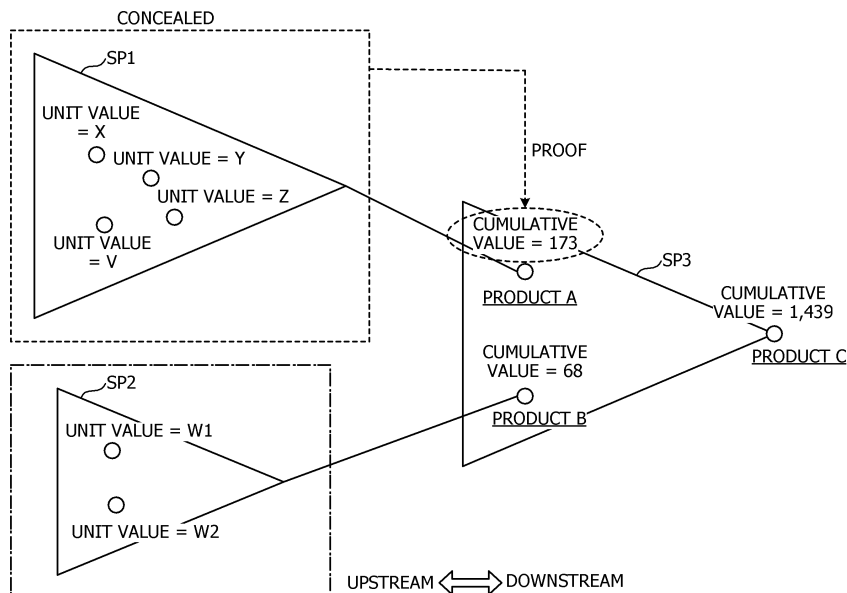 CONCEALED
SP1
UNIT VALUE
= X
UNIT VALUE = Y
UNIT VALUE = Z
UNIT VALUE
= V
PROOF
CUMULATIVE
VALUE = 173
SP3
PRODUCT A
CUMULATIVE
VALUE = 1,439
PRODUCT C
CUMULATIVE
VALUE = 68
PRODUCT B
SP2
UNIT VALUE = W1
UNIT VALUE = W2
UPSTREAM DOWNSTREAM